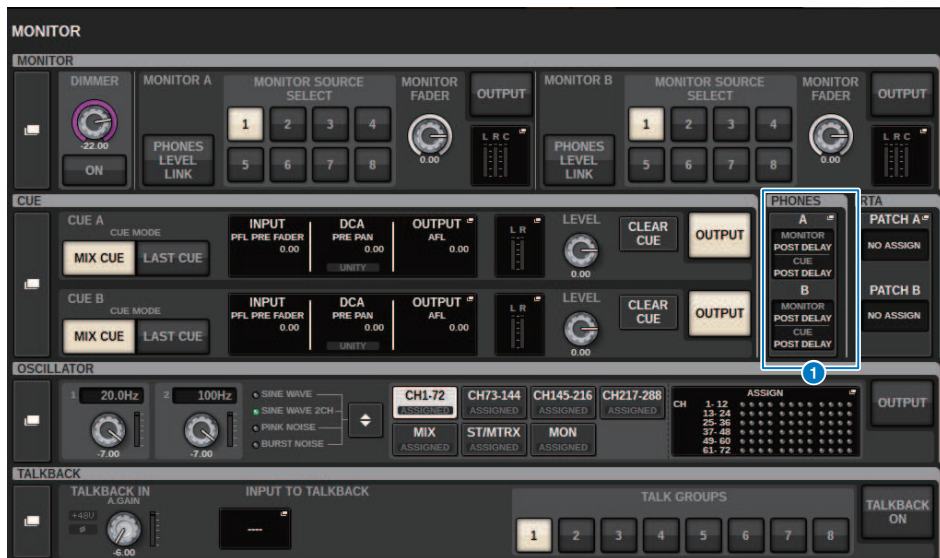 MONITOR
MONITOR
DIMMER
-22.00
ON
MONITOR A
PHONES
LEVEL
LINK
MONITOR SOURCE
SELECT
1 2 3 4
5 6 7 8
MONITOR
FADER
0.00
OUTPUT
L R C
MONITOR B
PHONES
LEVEL
LINK
MONITOR SOURCE
SELECT
1 2 3 4
5 6 7 8
MONITOR
FADER
0.00
OUTPUT
L R C
CUE
CUE A
CUE MODE
MIX CUE LAST CUE
INPUT
PFL PRE FADER
0.00
DCA
PRE PAN
0.00
UNITY
OUTPUT
AFL
0.00
L R
LEVEL
0.00
CLEAR
CUE
OUTPUT
CUE B
CUE MODE
MIX CUE LAST CUE
INPUT
PFL PRE FADER
0.00
DCA
PRE PAN
0.00
UNITY
OUTPUT
AFL
0.00
L R
LEVEL
0.00
CLEAR
CUE
OUTPUT
PHONES
A
MONITOR
POST DELAY
CUE
POST DELAY
B
MONITOR
POST DELAY
CUE
POST DELAY
1
RTA
PATCH A
NO ASSIGN
PATCH B
NO ASSIGN
OSCILLATOR
1 20.0Hz
-7.00
2 100Hz
-7.00
SINE WAVE
SINE WAVE 2CH
PINK NOISE
BURST NOISE
CH1-72
ASSIGNED
CH73-144
ASSIGNED
CH145-216
ASSIGNED
CH217-288
ASSIGNED
MIX
ASSIGNED
ST/MTRX
ASSIGNED
MON
ASSIGNED
ASSIGN
CH 1- 12
13- 24
25- 36
37- 48
49- 60
61- 72
OUTPUT
TALKBACK
TALKBACK IN
A.GAIN
+48V
Ø
-6.00
INPUT TO TALKBACK
----
TALK GROUPS
1 2 3 4 5 6 7 8
TALKBACK
ON